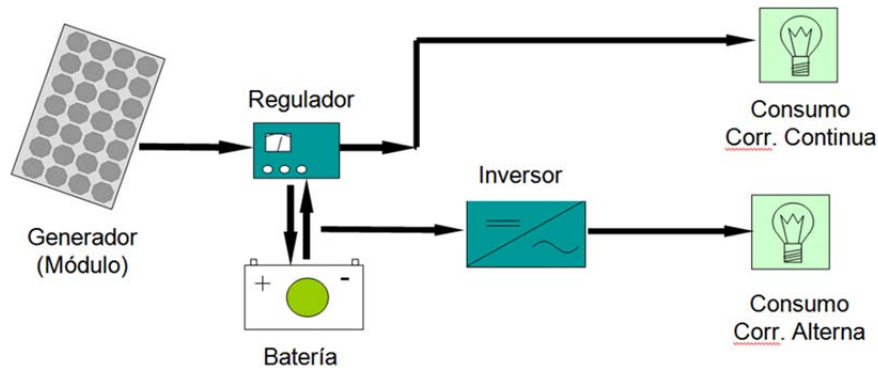 Regulador
Consumo
Corr. Continua
Inversor
Generador
(Módulo)
+ -
Batería
Consumo
Corr. Alterna